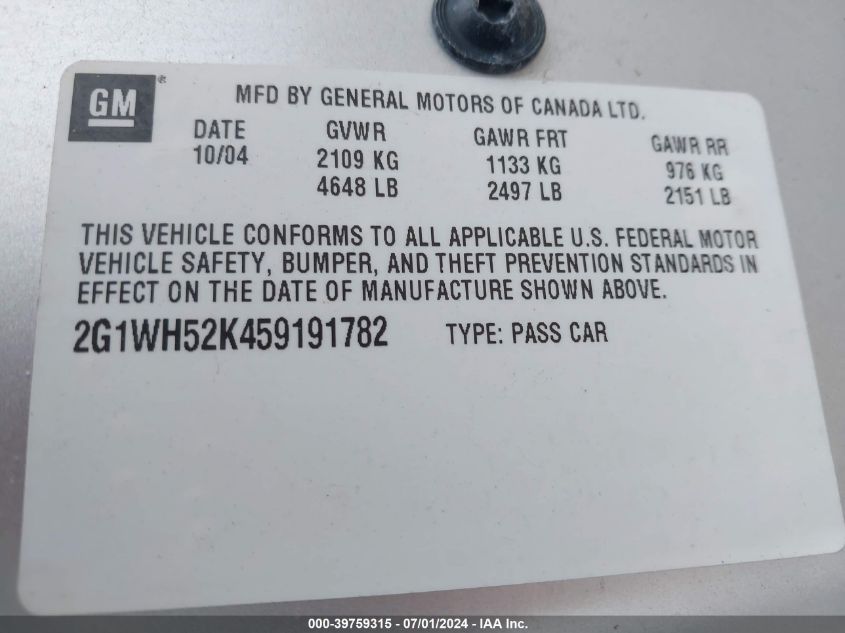 GM®
MFD BY GENERAL MOTORS OF CANADA LTD.
DATE GVWR GAWR FRT GAWR RR
10/04 2109 KG 1133 KG 976 KG
4648 LB 2497 LB 2151 LB
THIS VEHICLE CONFORMS TO ALL APPLICABLE U.S. FEDERAL MOTOR
VEHICLE SAFETY, BUMPER, AND THEFT PREVENTION STANDARDS IN
EFFECT ON THE DATE OF MANUFACTURE SHOWN ABOVE.
2G1WH52K459191782 TYPE: PASS CAR
000-39759315 - 07/01/2024 - IAA Inc.